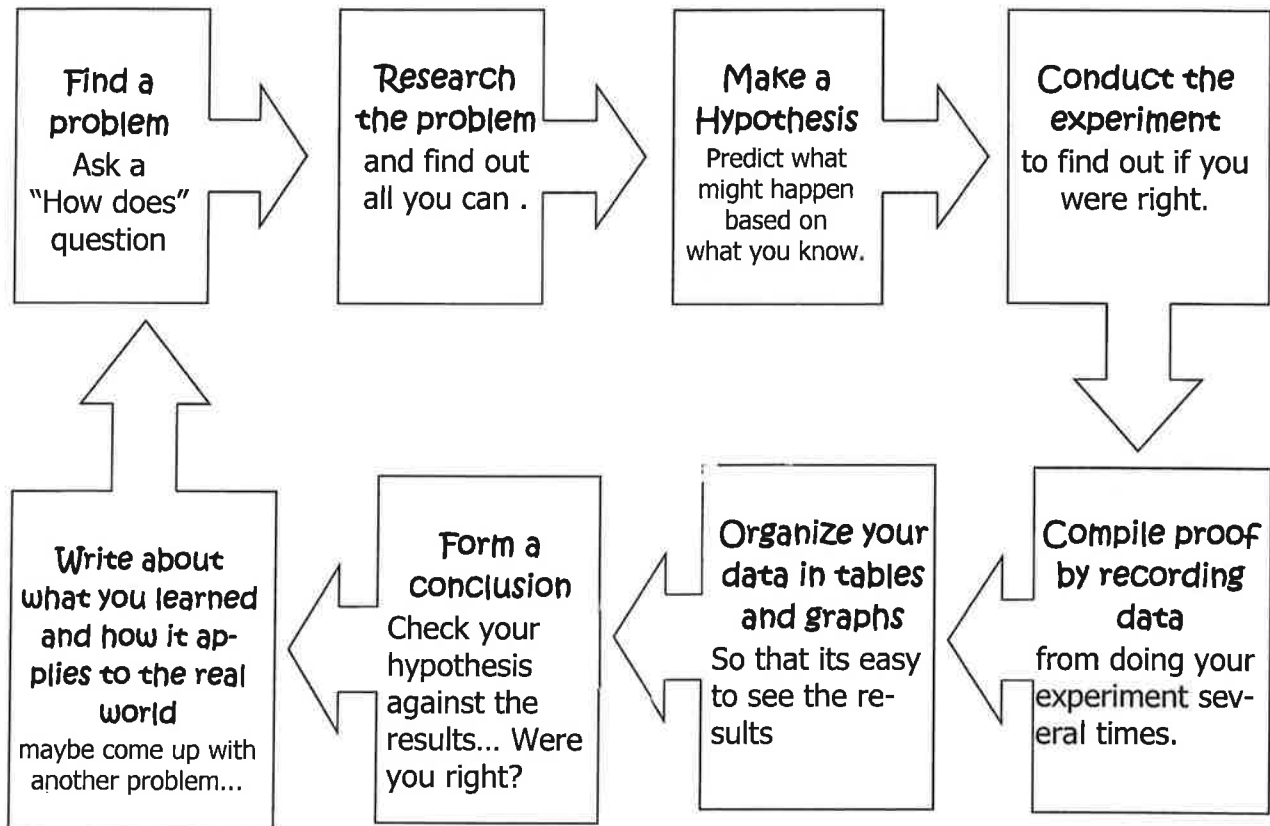 Find a
problem
Ask a
“How does”
question
Research
the problem
and find out
all you can .
Make a
Hypothesis
Predict what
might happen
based on
what you know.
Conduct the
experiment
to find out if you
were right.
Compile proof
by recording
data
from doing your
experiment sev-
eral times.
Organize your
data in tables
and graphs
So that its easy
to see the re-
sults
Form a
conclusion
Check your
hypothesis
against the
results... Were
you right?
Write about
what you learned
and how it ap-
plies to the real
world
maybe come up with
another problem...